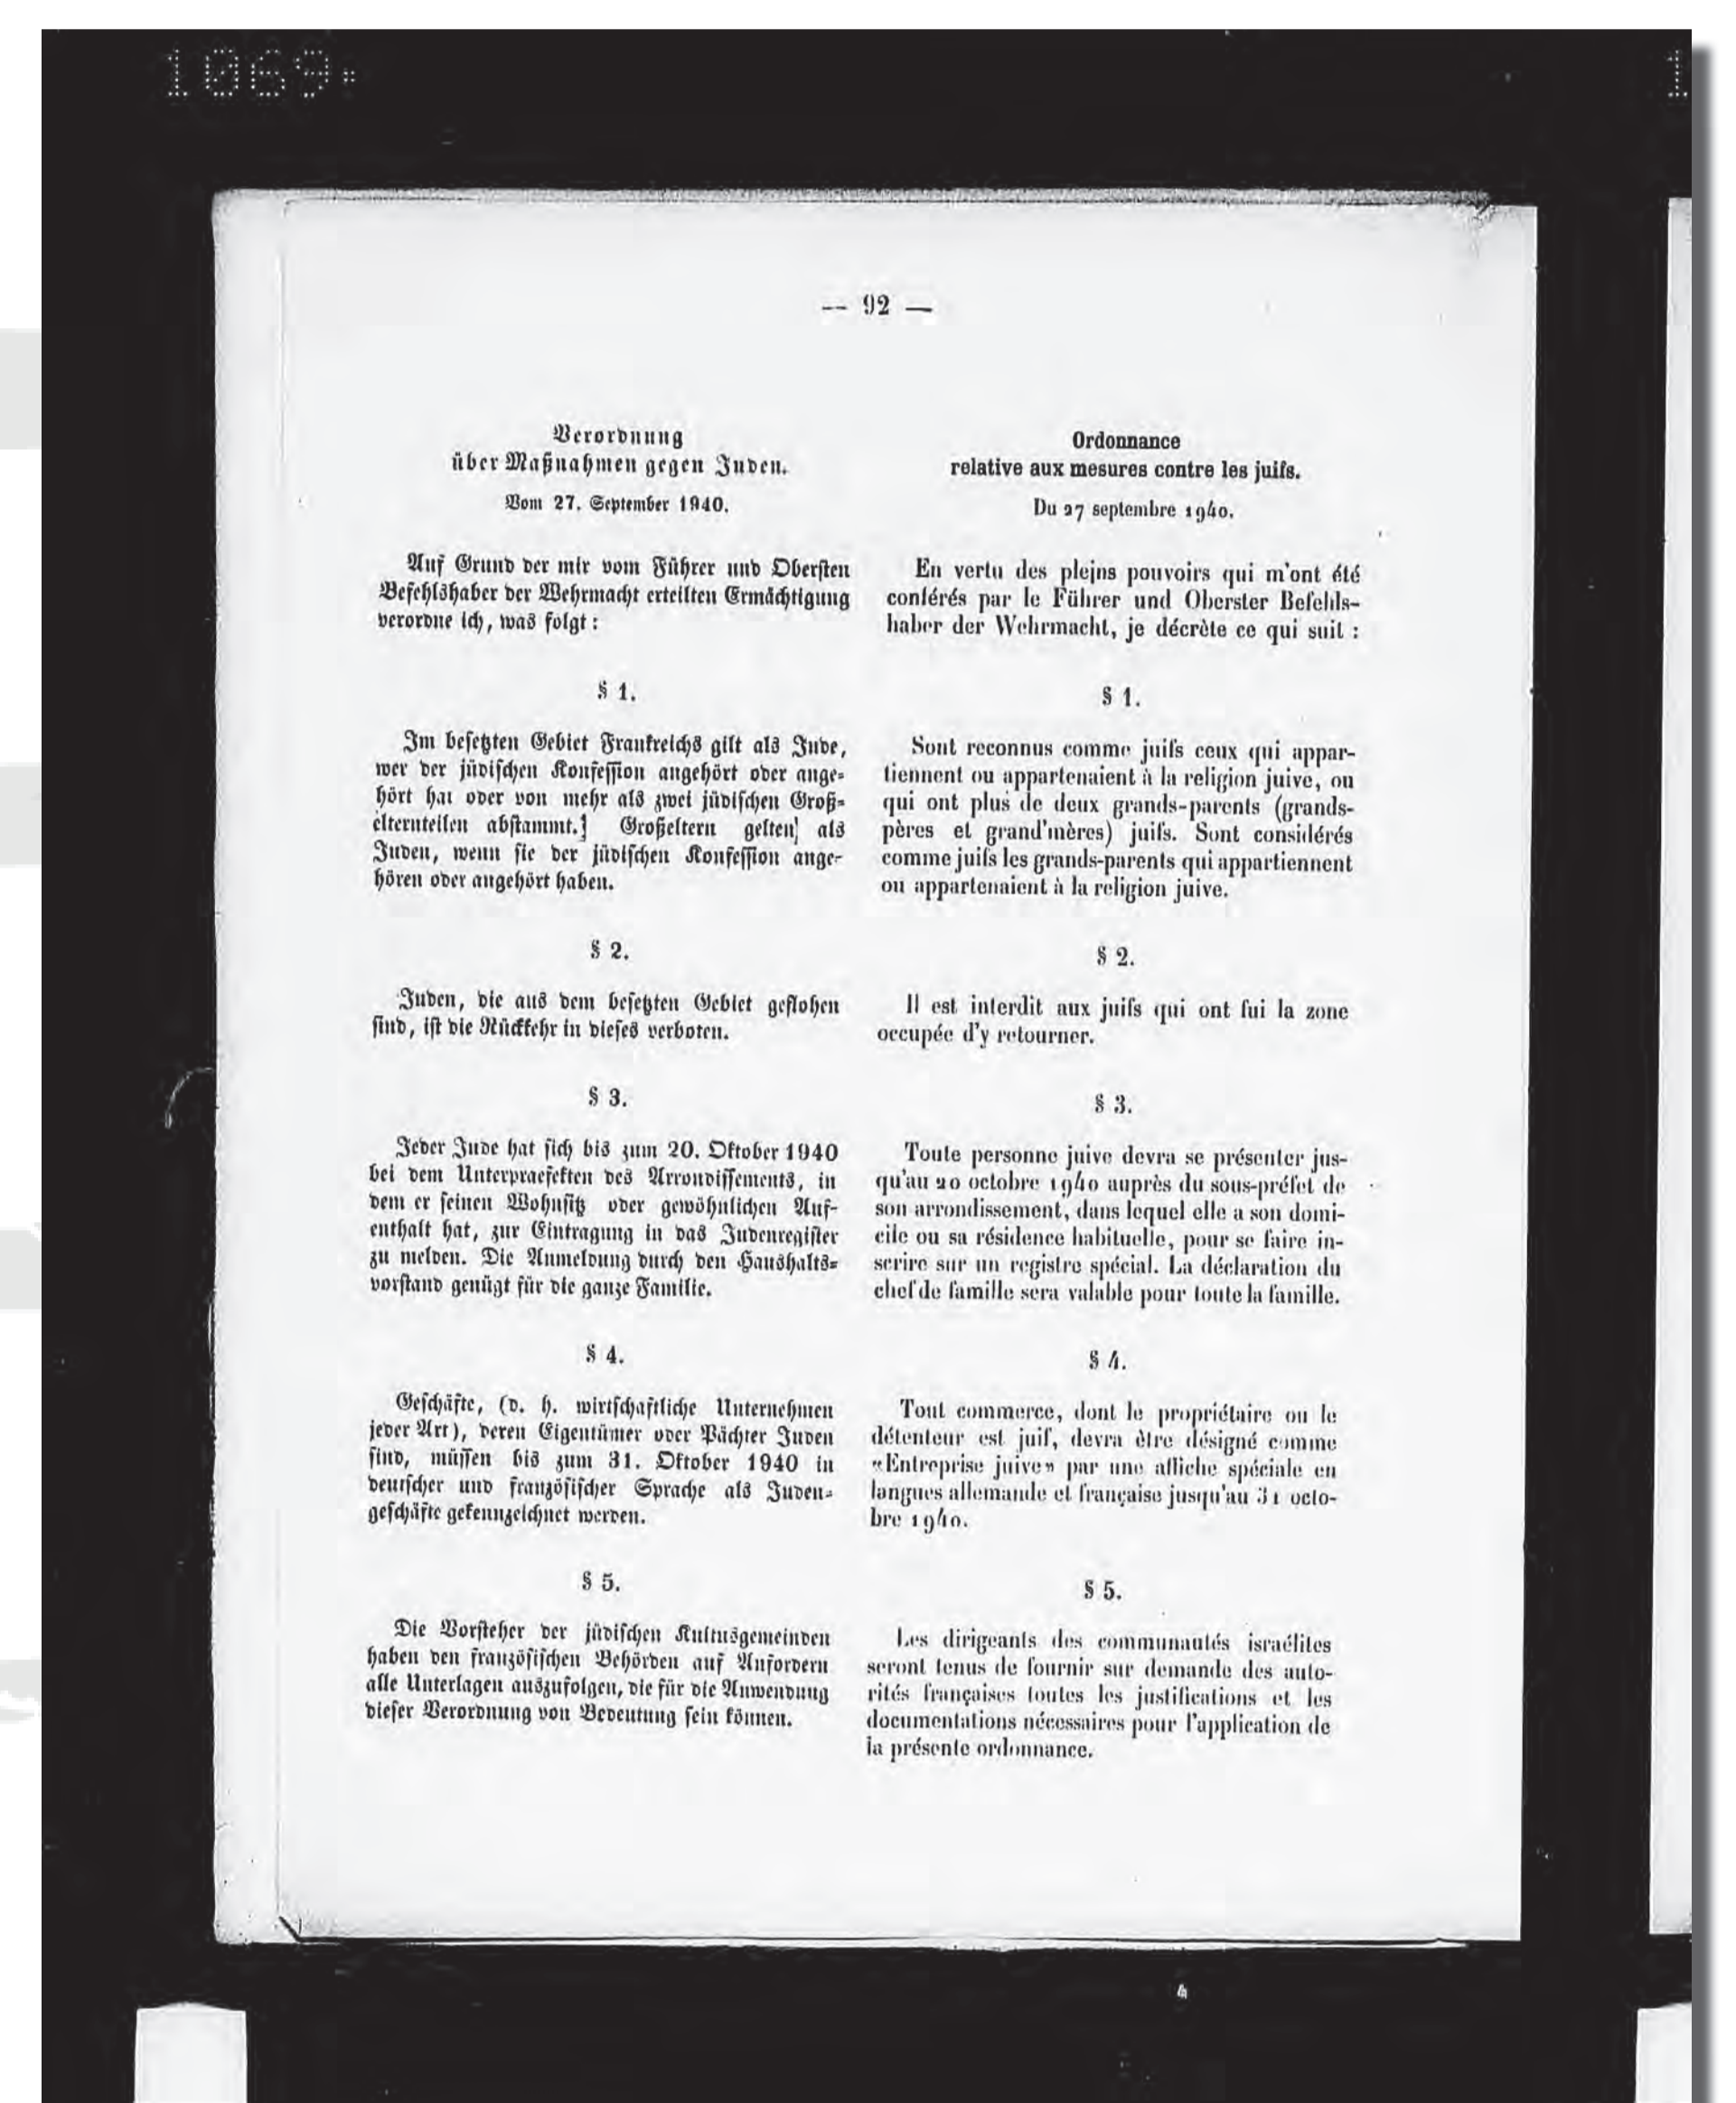 1069
— 92 —
Verordnung
über Maßnahmen gegen Juden.
Vom 27. September 1940.
Auf Grund der mir vom Führer und Obersten
Befehlshaber der Wehrmacht erteilten Ermächtigung
verordne ich, was folgt :
§ 1.
Im besetzten Gebiet Frankreichs gilt als Jude,
wer der jüdischen Konfession angehört oder ange-
hört hat oder von mehr als zwei jüdischen Groß-
elternteilen abstammt.] Großeltern gelten als
Juden, wenn sie der jüdischen Konfession ange-
hören oder angehört haben.
§ 2.
Juden, die aus dem besetzten Gebiet geflohen
sind, ist die Rückkehr in dieses verboten.
§ 3.
Jeder Jude hat sich bis zum 20. Oktober 1940
bei dem Unterpraefekten des Arrondissements, in
dem er seinen Wohnsitz oder gewöhnlichen Auf-
enthalt hat, zur Eintragung in das Judenregister
zu melden. Die Anmeldung durch den Haushalts-
vorstand genügt für die ganze Familie.
§ 4.
Geschäfte, (d. h. wirtschaftliche Unternehmen
jeder Art), deren Eigentümer oder Pächter Juden
sind, müssen bis zum 31. Oktober 1940 in
deutscher und französischer Sprache als Juden-
geschäfte gekennzeichnet werden.
§ 5.
Die Vorsteher der jüdischen Kultusgemeinden
haben den französischen Behörden auf Anfordern
alle Unterlagen auszufolgen, die für die Anwendung
dieser Verordnung von Bedeutung sein können.
Ordonnance
relative aux mesures contre les juifs.
Du 27 septembre 1940.
En vertu des pleins pouvoirs qui m'ont été
conférés par le Führer und Oberster Befehls-
haber der Wehrmacht, je décrète ce qui suit :
§ 1.
Sont reconnus comme juifs ceux qui appar-
tiennent ou appartenaient à la religion juive, ou
qui ont plus de deux grands-parents (grands-
pères et grand'mères) juifs. Sont considérés
comme juifs les grands-parents qui appartiennent
ou appartenaient à la religion juive.
§ 2.
Il est interdit aux juifs qui ont fui la zone
occupée d'y retourner.
§ 3.
Toute personne juive devra se présenter jus-
qu'au 20 octobre 1940 auprès du sous-préfet de
son arrondissement, dans lequel elle a son domi-
cile ou sa résidence habituelle, pour se faire in-
scrire sur un registre spécial. La déclaration du
chef de famille sera valable pour toute la famille.
§ 4.
Tout commerce, dont le propriétaire ou le
détenteur est juif, devra être désigné comme
«Entreprise juive» par une affiche spéciale en
langues allemande et française jusqu'au 31 octo-
bre 1940.
§ 5.
Les dirigeants des communautés israélites
seront tenus de fournir sur demande des auto-
rités françaises toutes les justifications et les
documentations nécessaires pour l'application de
la présente ordonnance.
4